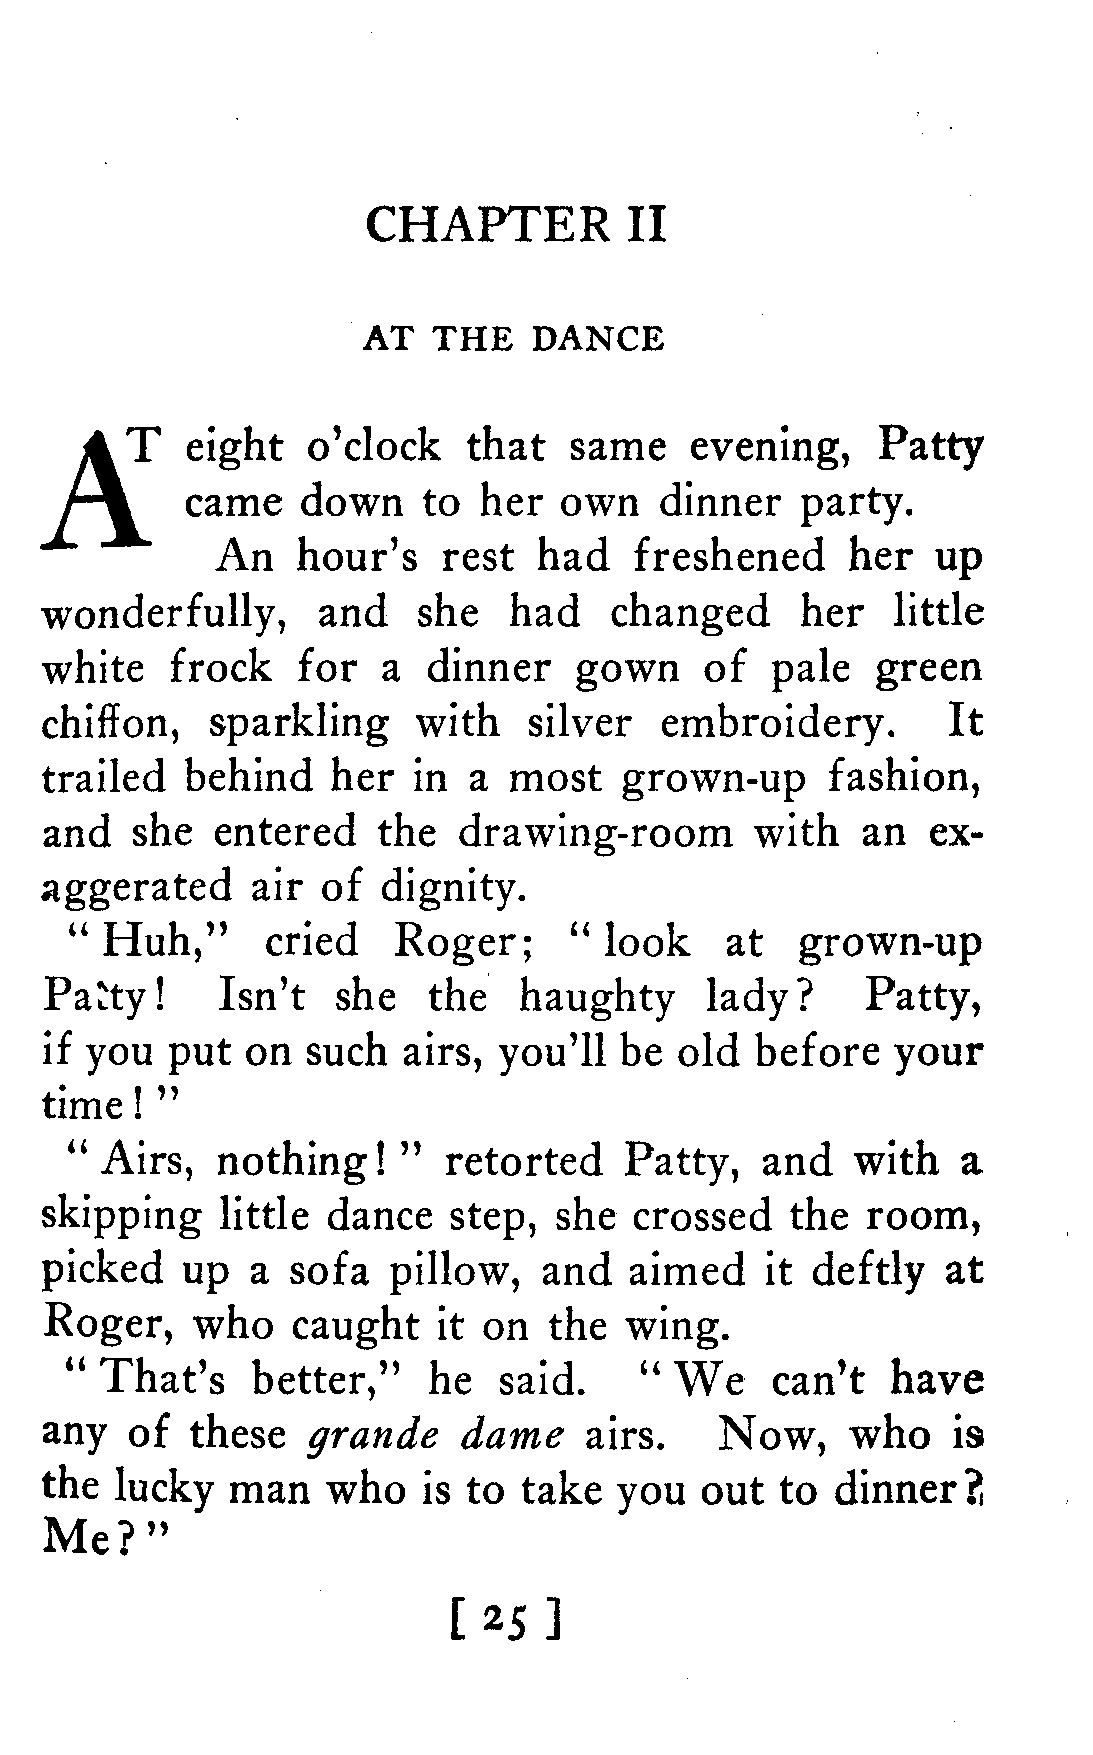 CHAPTER II
AT THE DANCE
AT eight o'clock that same evening, Patty
came down to her own dinner party.
An hour's rest had freshened her up
wonderfully, and she had changed her little
white frock for a dinner gown of pale green
chiffon, sparkling with silver embroidery. It
trailed behind her in a most grown-up fashion,
and she entered the drawing-room with an ex-
aggerated air of dignity.
"Huh," cried Roger; "look at grown-up
Patty! Isn't she the haughty lady? Patty,
if you put on such airs, you'll be old before your
time!"
"Airs, nothing!" retorted Patty, and with a
skipping little dance step, she crossed the room,
picked up a sofa pillow, and aimed it deftly at
Roger, who caught it on the wing.
"That's better," he said. "We can't have
any of these grande dame airs. Now, who is
the lucky man who is to take you out to dinner?
Me?"
[ 25 ]